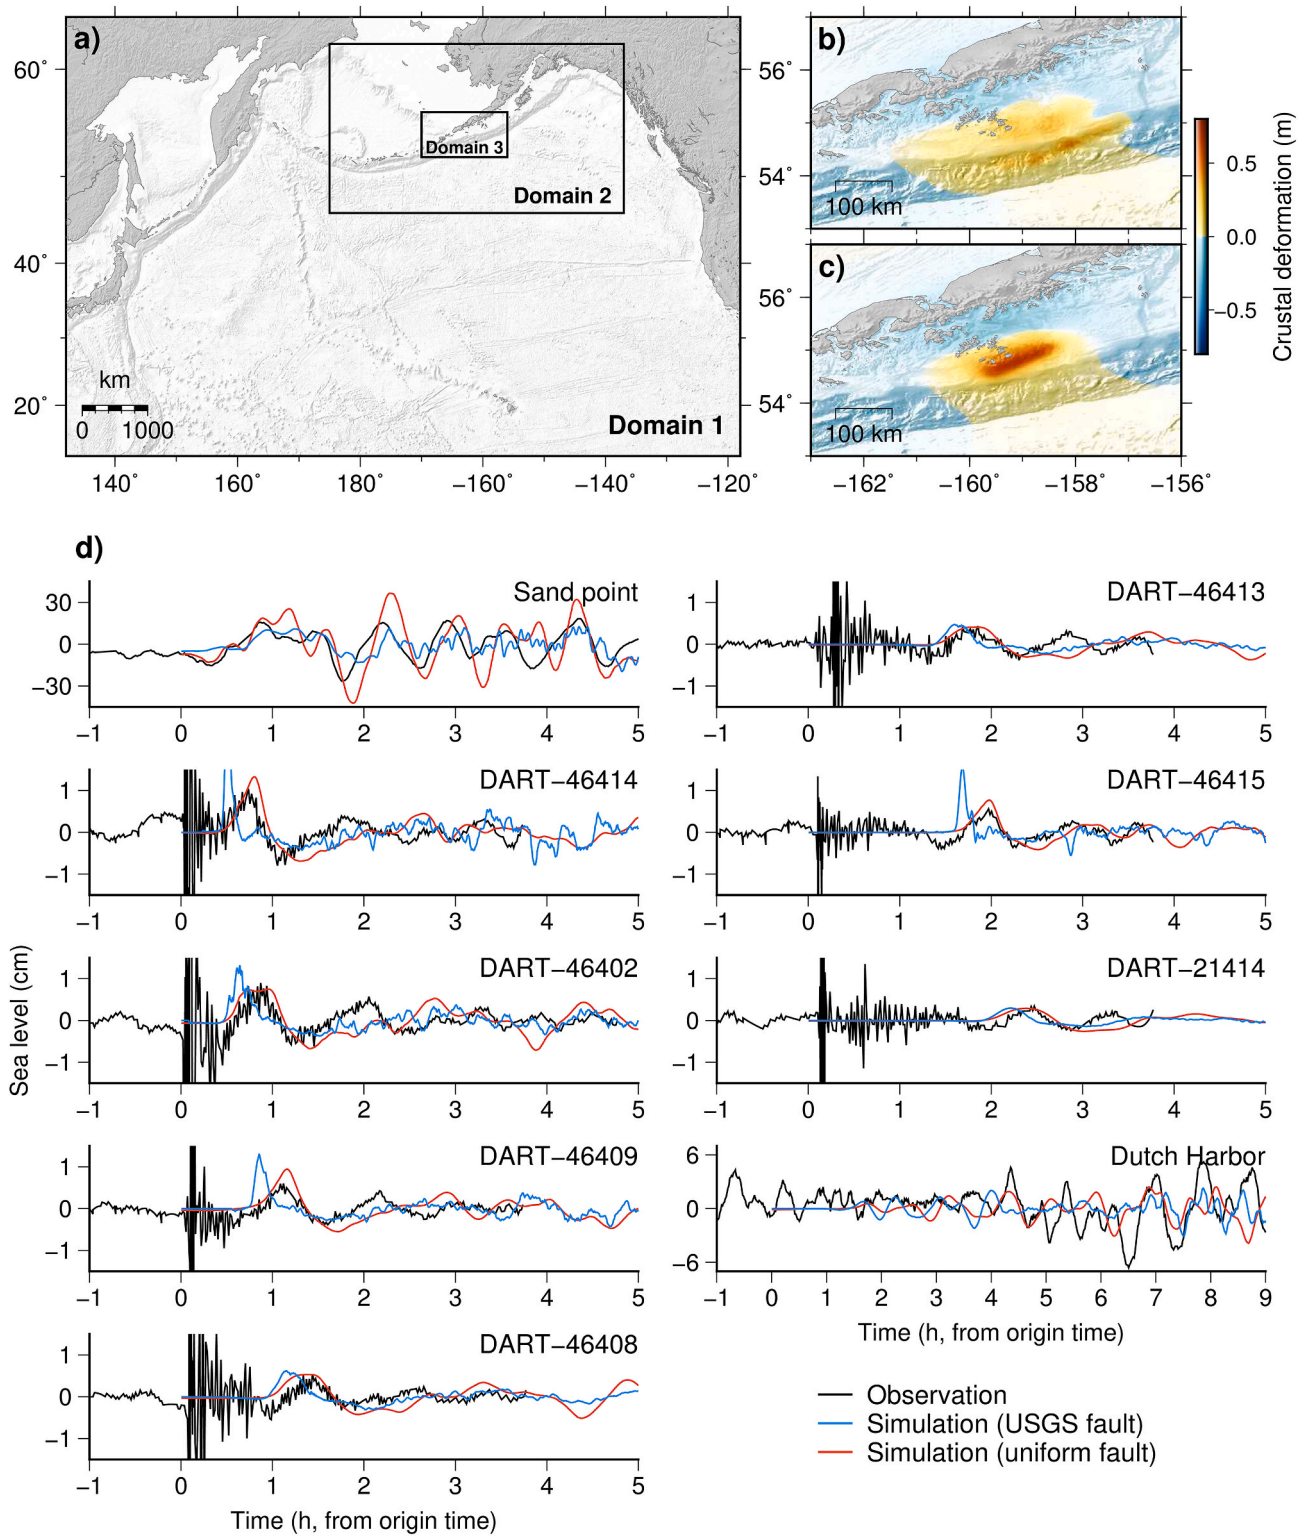 a)
60°
40°
20°
Domain 3
Domain 2
Domain 1
km
0 1000
140° 160° 180° −160° −140° −120°
b)
56°
54°
100 km
c)
56°
54°
100 km
−162° −160° −158° −156°
0.5
0.0
−0.5
Crustal deformation (m)
d)
Sand point
30
0
−30
−1 0 1 2 3 4 5
DART−46413
1
0
−1
−1 0 1 2 3 4 5
DART−46414
1
0
−1
−1 0 1 2 3 4 5
DART−46415
1
0
−1
−1 0 1 2 3 4 5
DART−46402
1
0
−1
−1 0 1 2 3 4 5
DART−21414
1
0
−1
−1 0 1 2 3 4 5
DART−46409
1
0
−1
−1 0 1 2 3 4 5
Dutch Harbor
6
0
−6
−1 0 1 2 3 4 5 6 7 8 9
Time (h, from origin time)
DART−46408
1
0
−1
−1 0 1 2 3 4 5
Time (h, from origin time)
Sea level (cm)
Observation
Simulation (USGS fault)
Simulation (uniform fault)